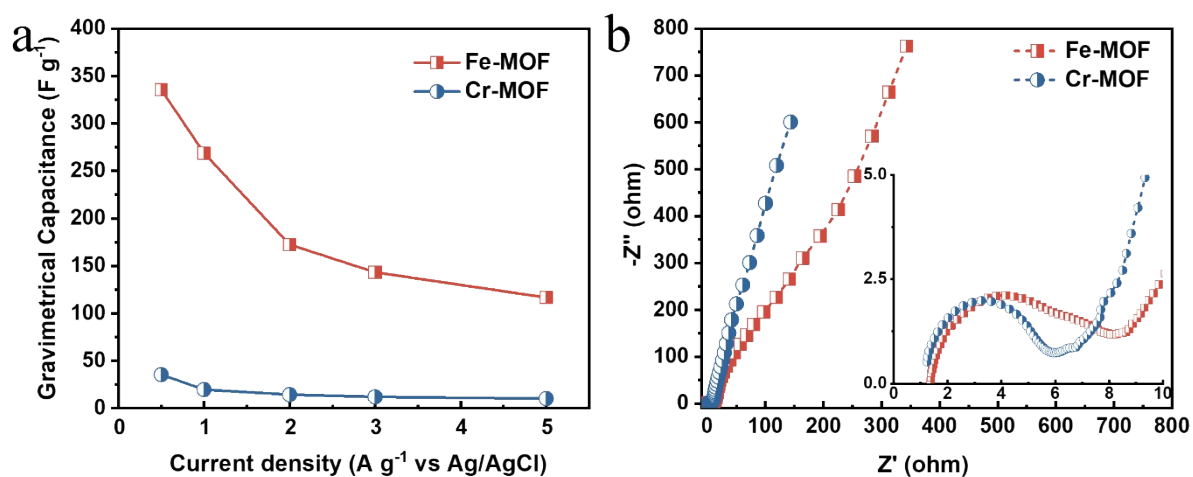 a
Gravimetrical Capacitance (F g⁻¹)
400
350
300
250
200
150
100
50
0
Fe-MOF
Cr-MOF
0 1 2 3 4 5
Current density (A g⁻¹ vs Ag/AgCl)
b
-Z'' (ohm)
800
700
600
500
400
300
200
100
0
Fe-MOF
Cr-MOF
5.0
2.5
0.0
0 2 4 6 8 10
0 100 200 300 400 500 600 700 800
Z' (ohm)